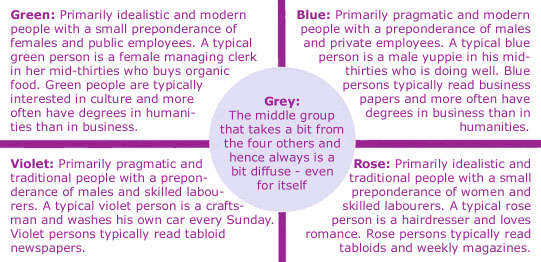 Green: Primarily idealistic and modern
people with a small preponderance of
females and public employees. A typical
green person is a female managing clerk
in her mid-thirties who buys organic
food. Green people are typically
interested in culture and more
often have degrees in humani-
ties than in business.
Blue: Primarily pragmatic and modern
people with a preponderance of males
and private employees. A typical blue
person is a male yuppie in his mid-
thirties who is doing well. Blue
persons typically read business
papers and more often have
degrees in business than in
humanities.
Grey:
The middle group
that takes a bit from
the four others and
hence always is a
bit diffuse - even
for itself
Violet: Primarily pragmatic and
traditional people with a prepon-
derance of males and skilled labou-
rers. A typical violet person is a crafts-
man and washes his own car every Sunday.
Violet persons typically read tabloid
newspapers.
Rose: Primarily idealistic and
traditional people with a small
preponderance of women and
skilled labourers. A typical rose
person is a hairdresser and loves
romance. Rose persons typically read
tabloids and weekly magazines.